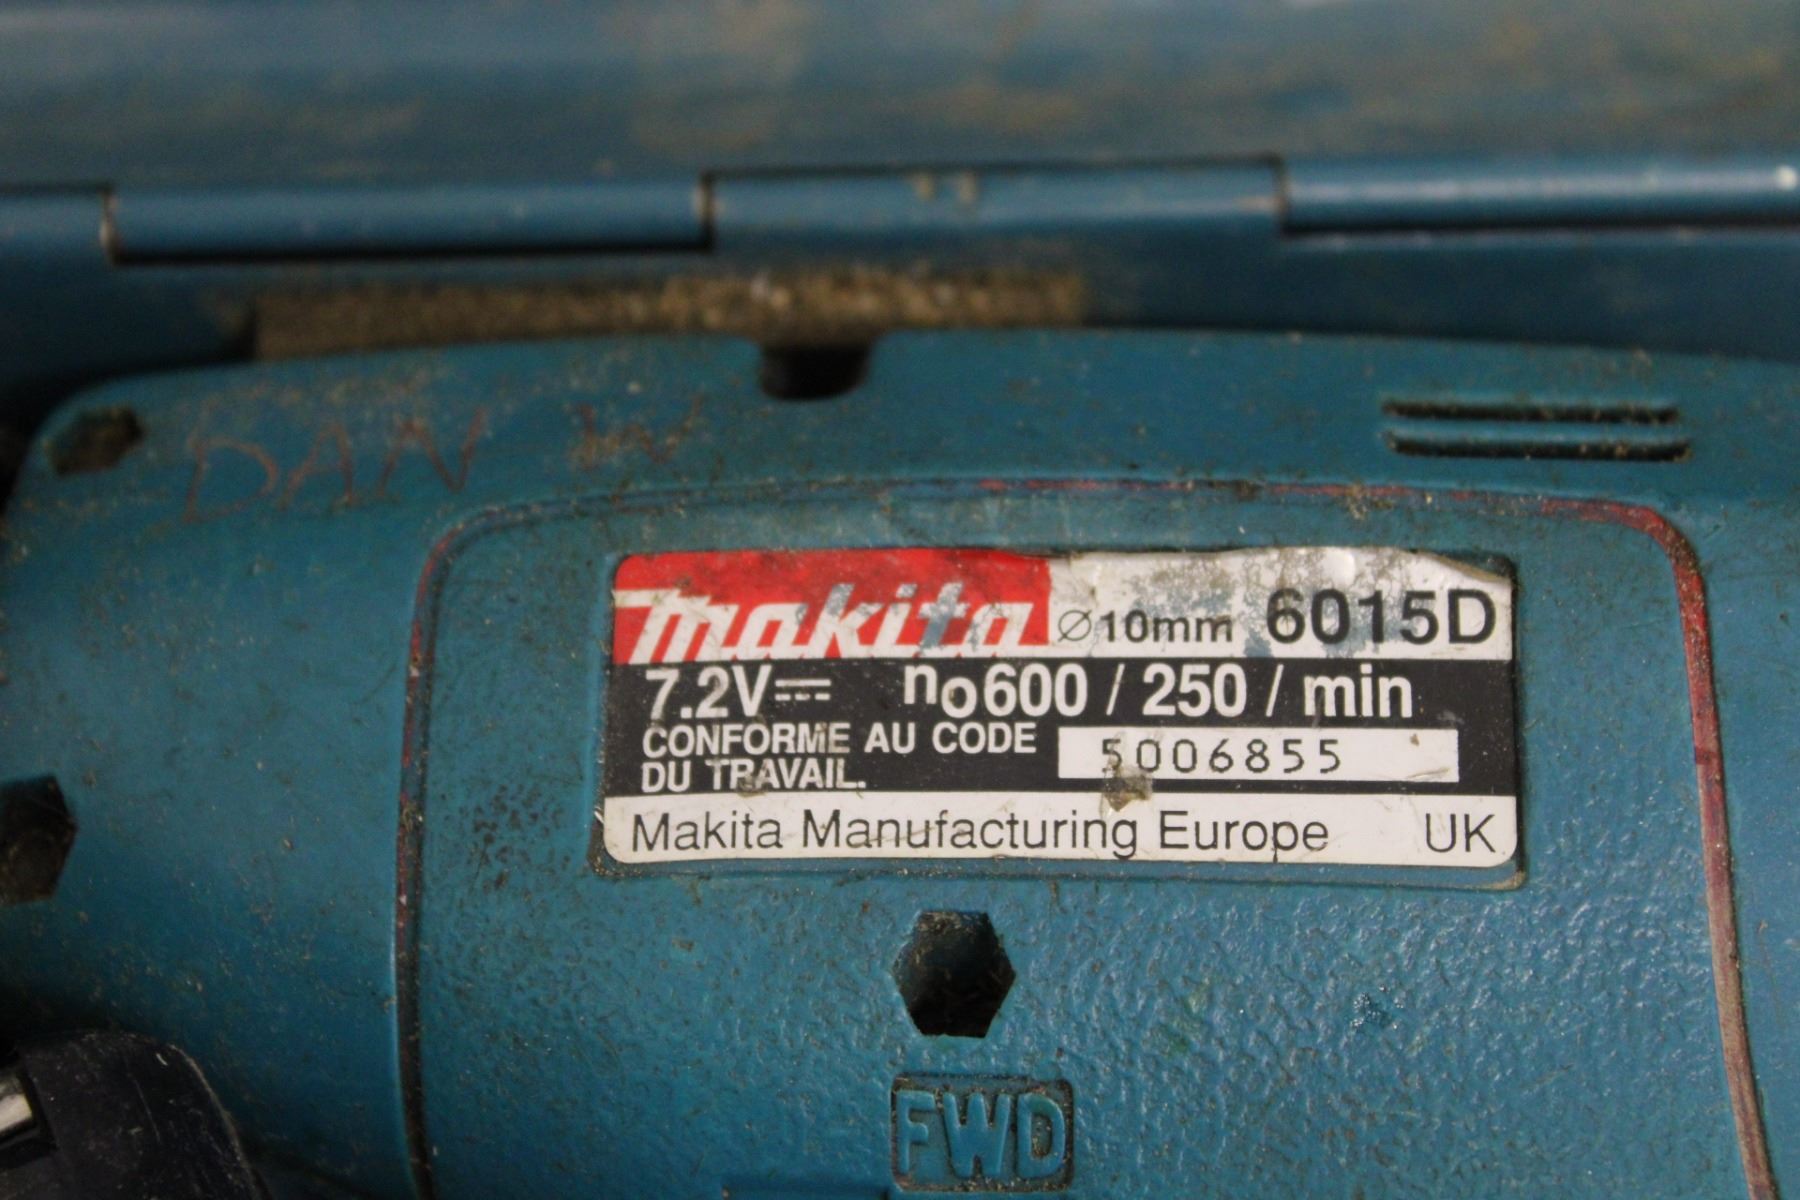 DAN W
makita ⌀10mm 6015D
7.2V⎓ no600 / 250 / min
CONFORME AU CODE
DU TRAVAIL.
5006855
Makita Manufacturing Europe UK
FWD